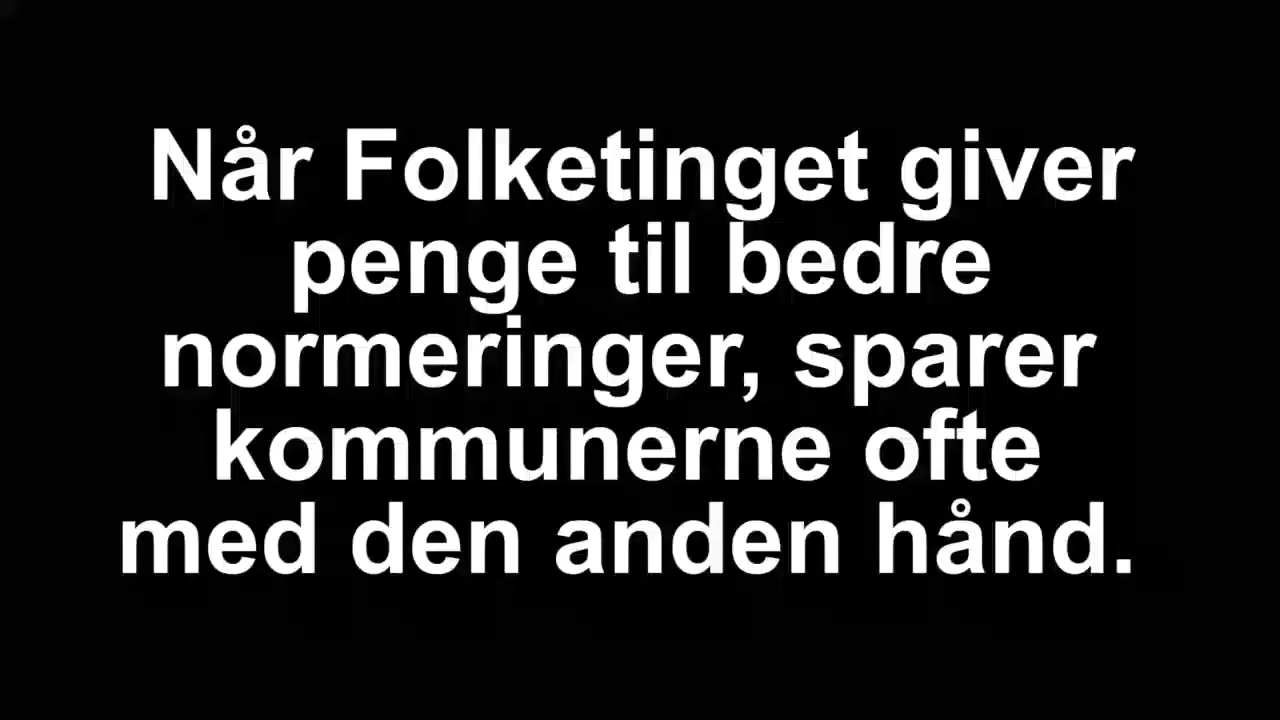 Når Folketinget giver
penge til bedre
normeringer, sparer
kommunerne ofte
med den anden hånd.